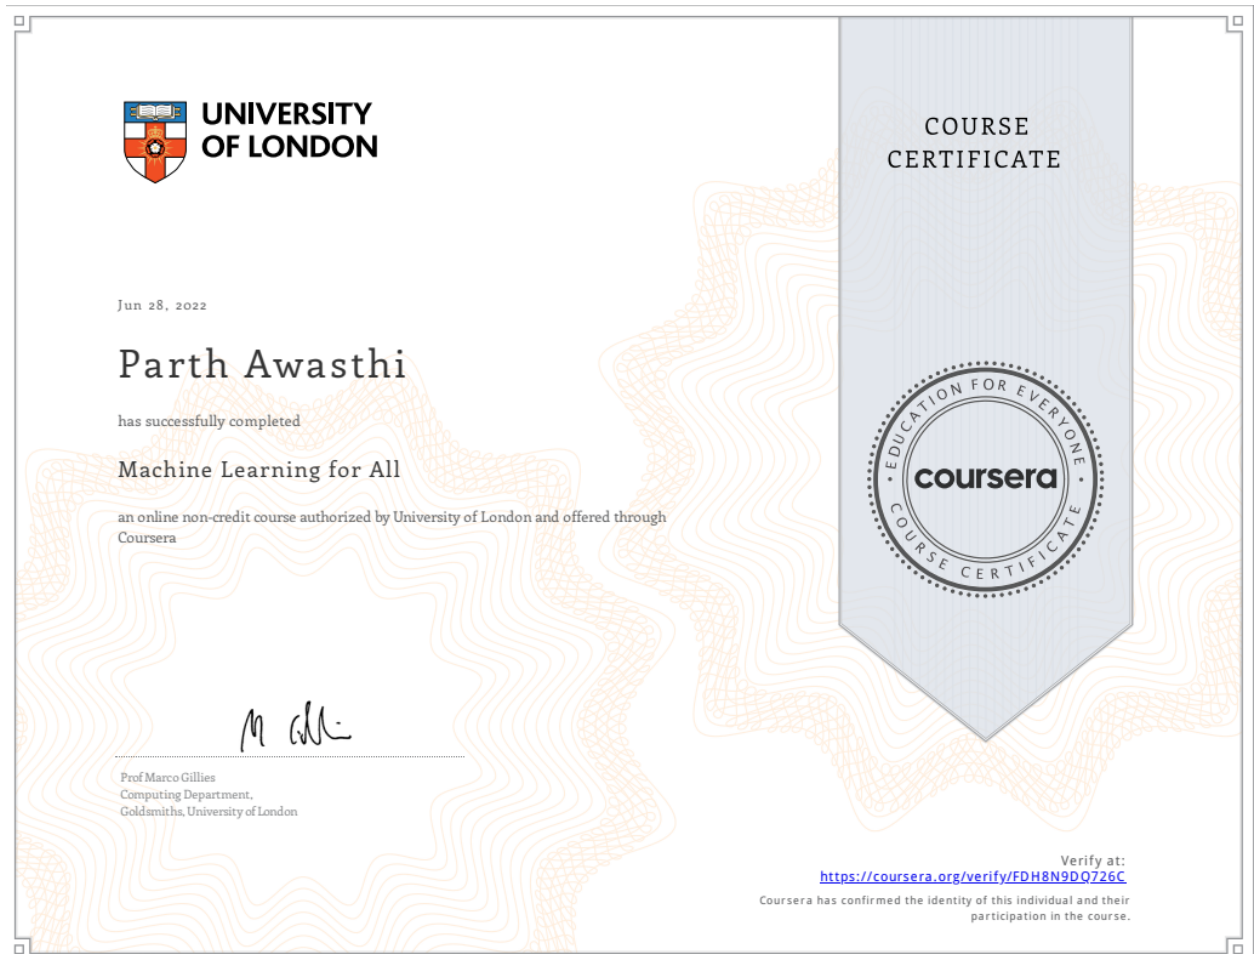 UNIVERSITY
OF LONDON
COURSE
CERTIFICATE
Jun 28, 2022
Parth Awasthi
has successfully completed
Machine Learning for All
an online non-credit course authorized by University of London and offered through
Coursera
EDUCATION FOR EVERYONE
coursera
COURSE CERTIFICATE
M Gilli
Prof Marco Gillies
Computing Department,
Goldsmiths, University of London
Verify at:
https://coursera.org/verify/FDH8N9DQ726C
Coursera has confirmed the identity of this individual and their
participation in the course.